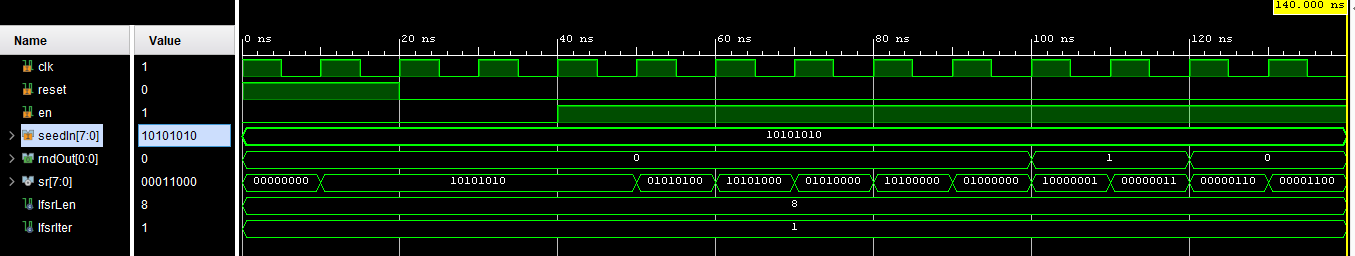 140.000 ns
Name Value
0 ns 20 ns 40 ns 60 ns 80 ns 100 ns 120 ns
clk 1
reset 0
en 1
seedIn[7:0] 10101010 10101010
rndOut[0:0] 0 0 1 0
sr[7:0] 00011000 00000000 10101010 01010100 10101000 01010000 10100000 01000000 10000001 00000011 00000110 00001100
lfsrLen 8 8
lfsrIter 1 1